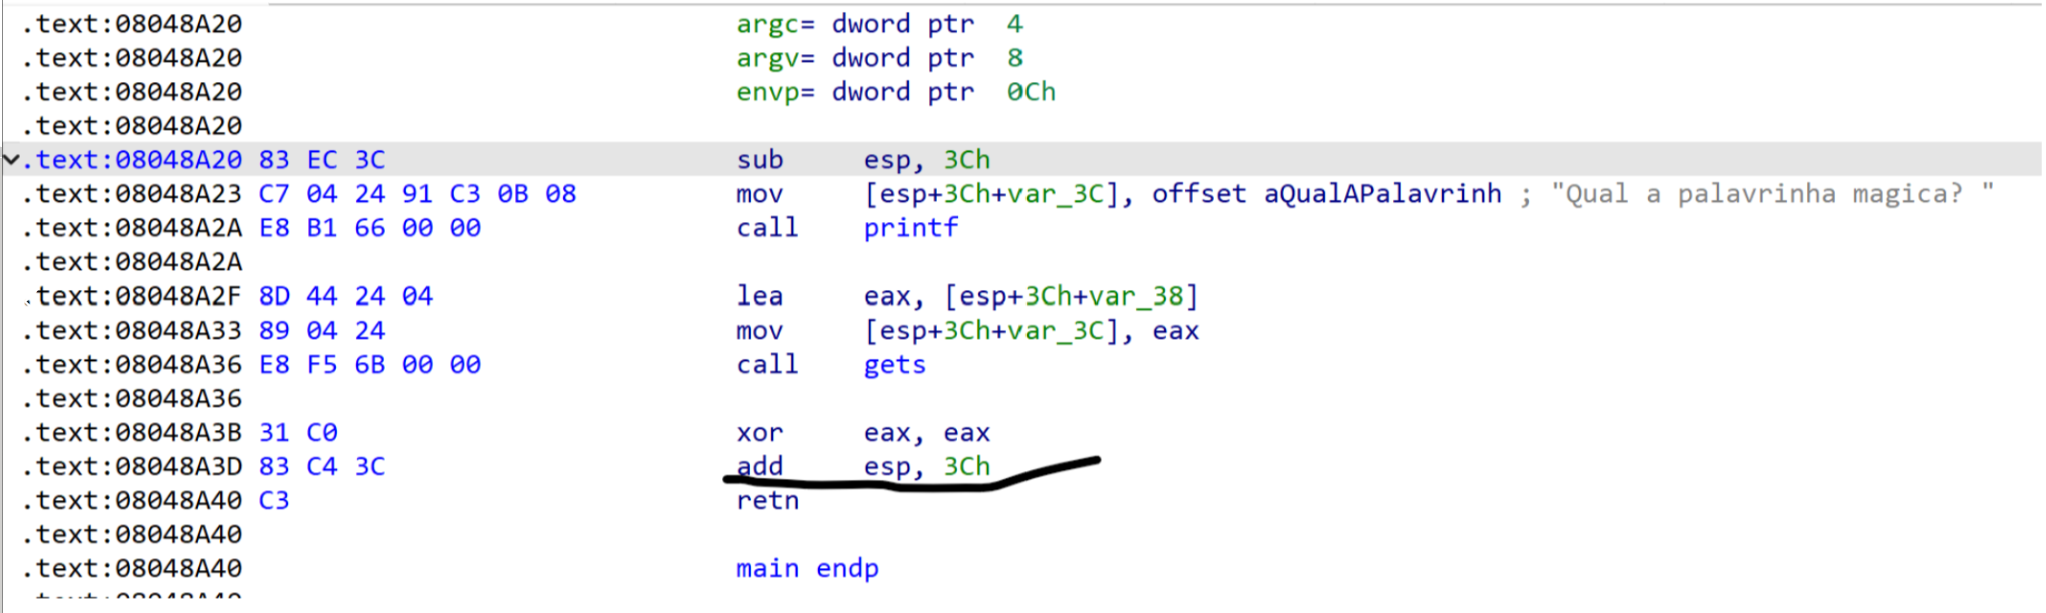 .text:08048A20 argc= dword ptr 4
.text:08048A20 argv= dword ptr 8
.text:08048A20 envp= dword ptr 0Ch
.text:08048A20
.text:08048A20 83 EC 3C sub esp, 3Ch
.text:08048A23 C7 04 24 91 C3 0B 08 mov [esp+3Ch+var_3C], offset aQualAPalavrinh ; "Qual a palavrinha magica? "
.text:08048A2A E8 B1 66 00 00 call printf
.text:08048A2A
.text:08048A2F 8D 44 24 04 lea eax, [esp+3Ch+var_38]
.text:08048A33 89 04 24 mov [esp+3Ch+var_3C], eax
.text:08048A36 E8 F5 6B 00 00 call gets
.text:08048A36
.text:08048A3B 31 C0 xor eax, eax
.text:08048A3D 83 C4 3C add esp, 3Ch
.text:08048A40 C3 retn
.text:08048A40
.text:08048A40 main endp